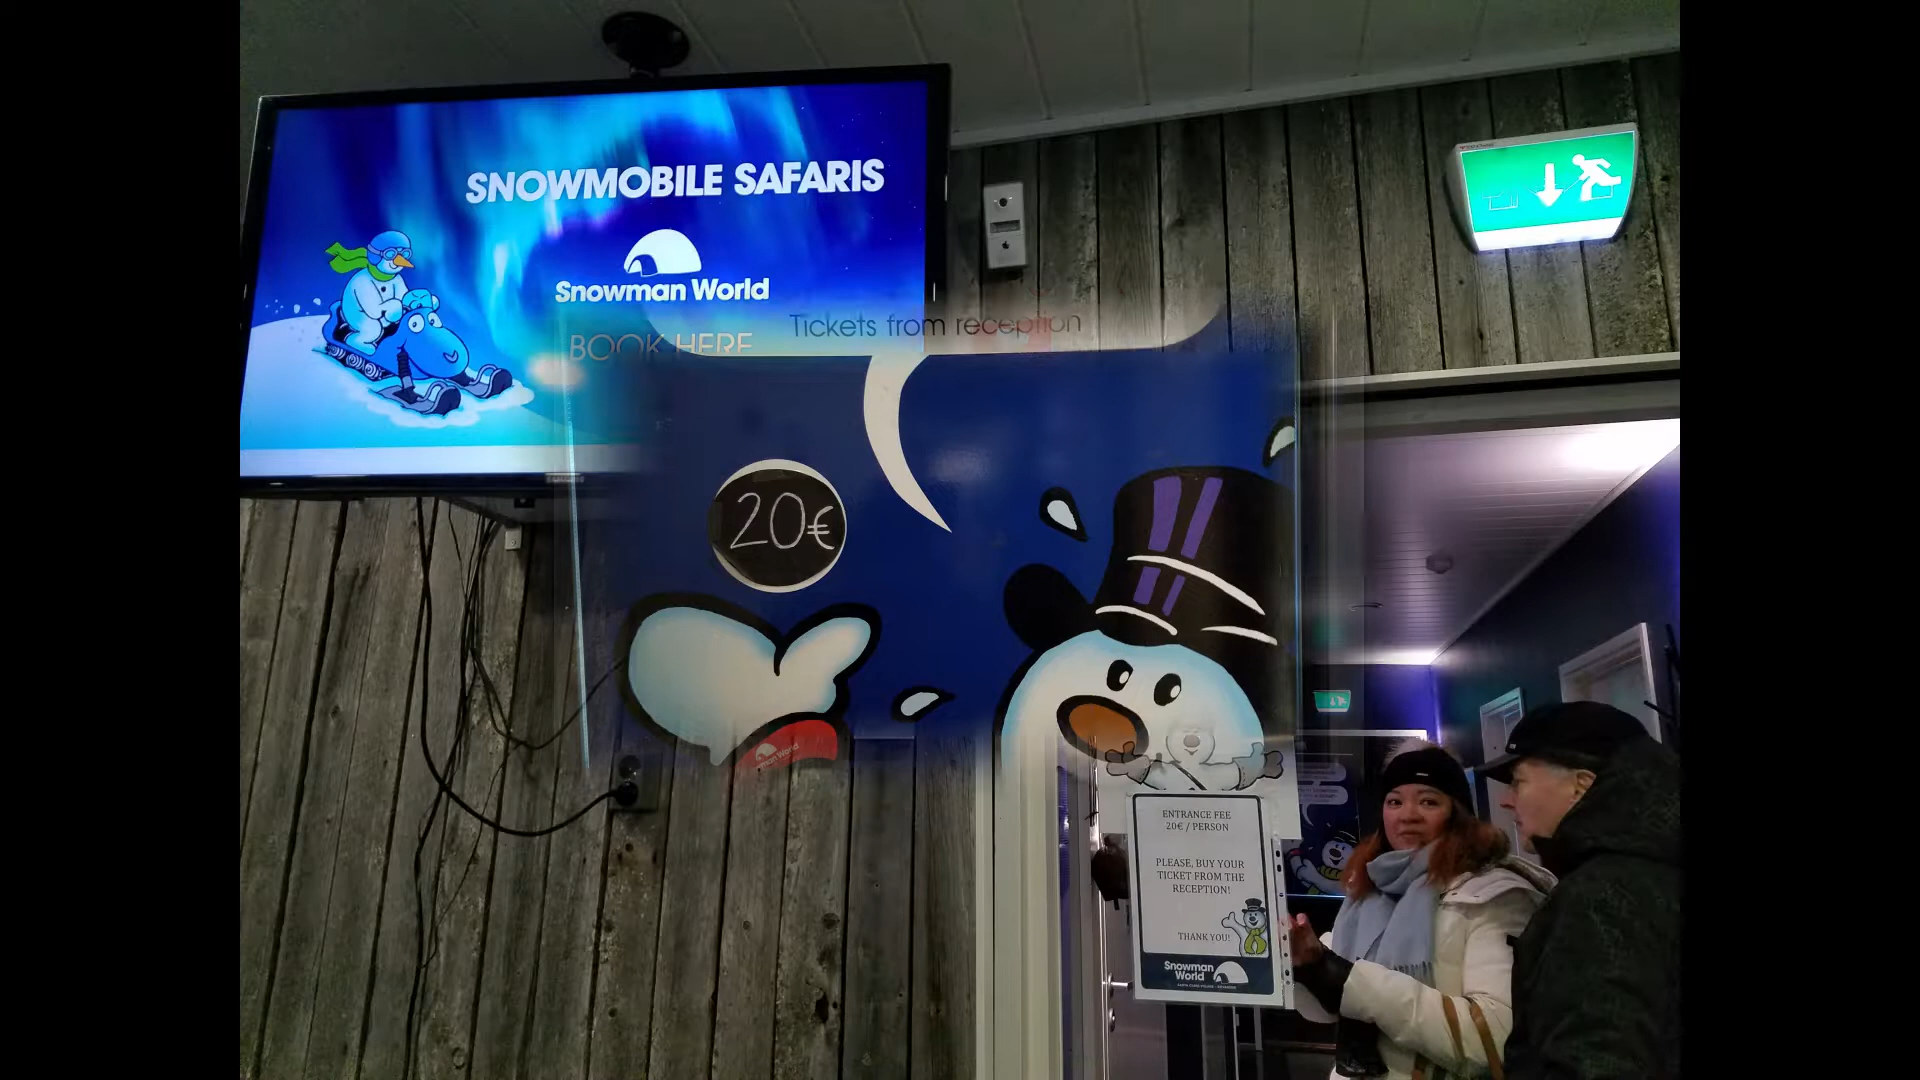 SNOWMOBILE SAFARIS
Snowman World
BOOK HERE
Tickets from reception
20€
ENTRANCE FEE
20€ / PERSON
PLEASE, BUY YOUR
TICKET FROM THE
RECEPTION!
THANK YOU!
Snowman
World